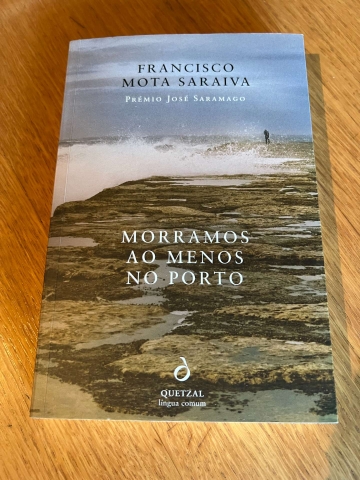 FRANCISCO
MOTA SARAIVA
PRÉMIO JOSÉ SARAMAGO
MORRAMOS
AO MENOS
NO PORTO
QUETZAL
língua comum